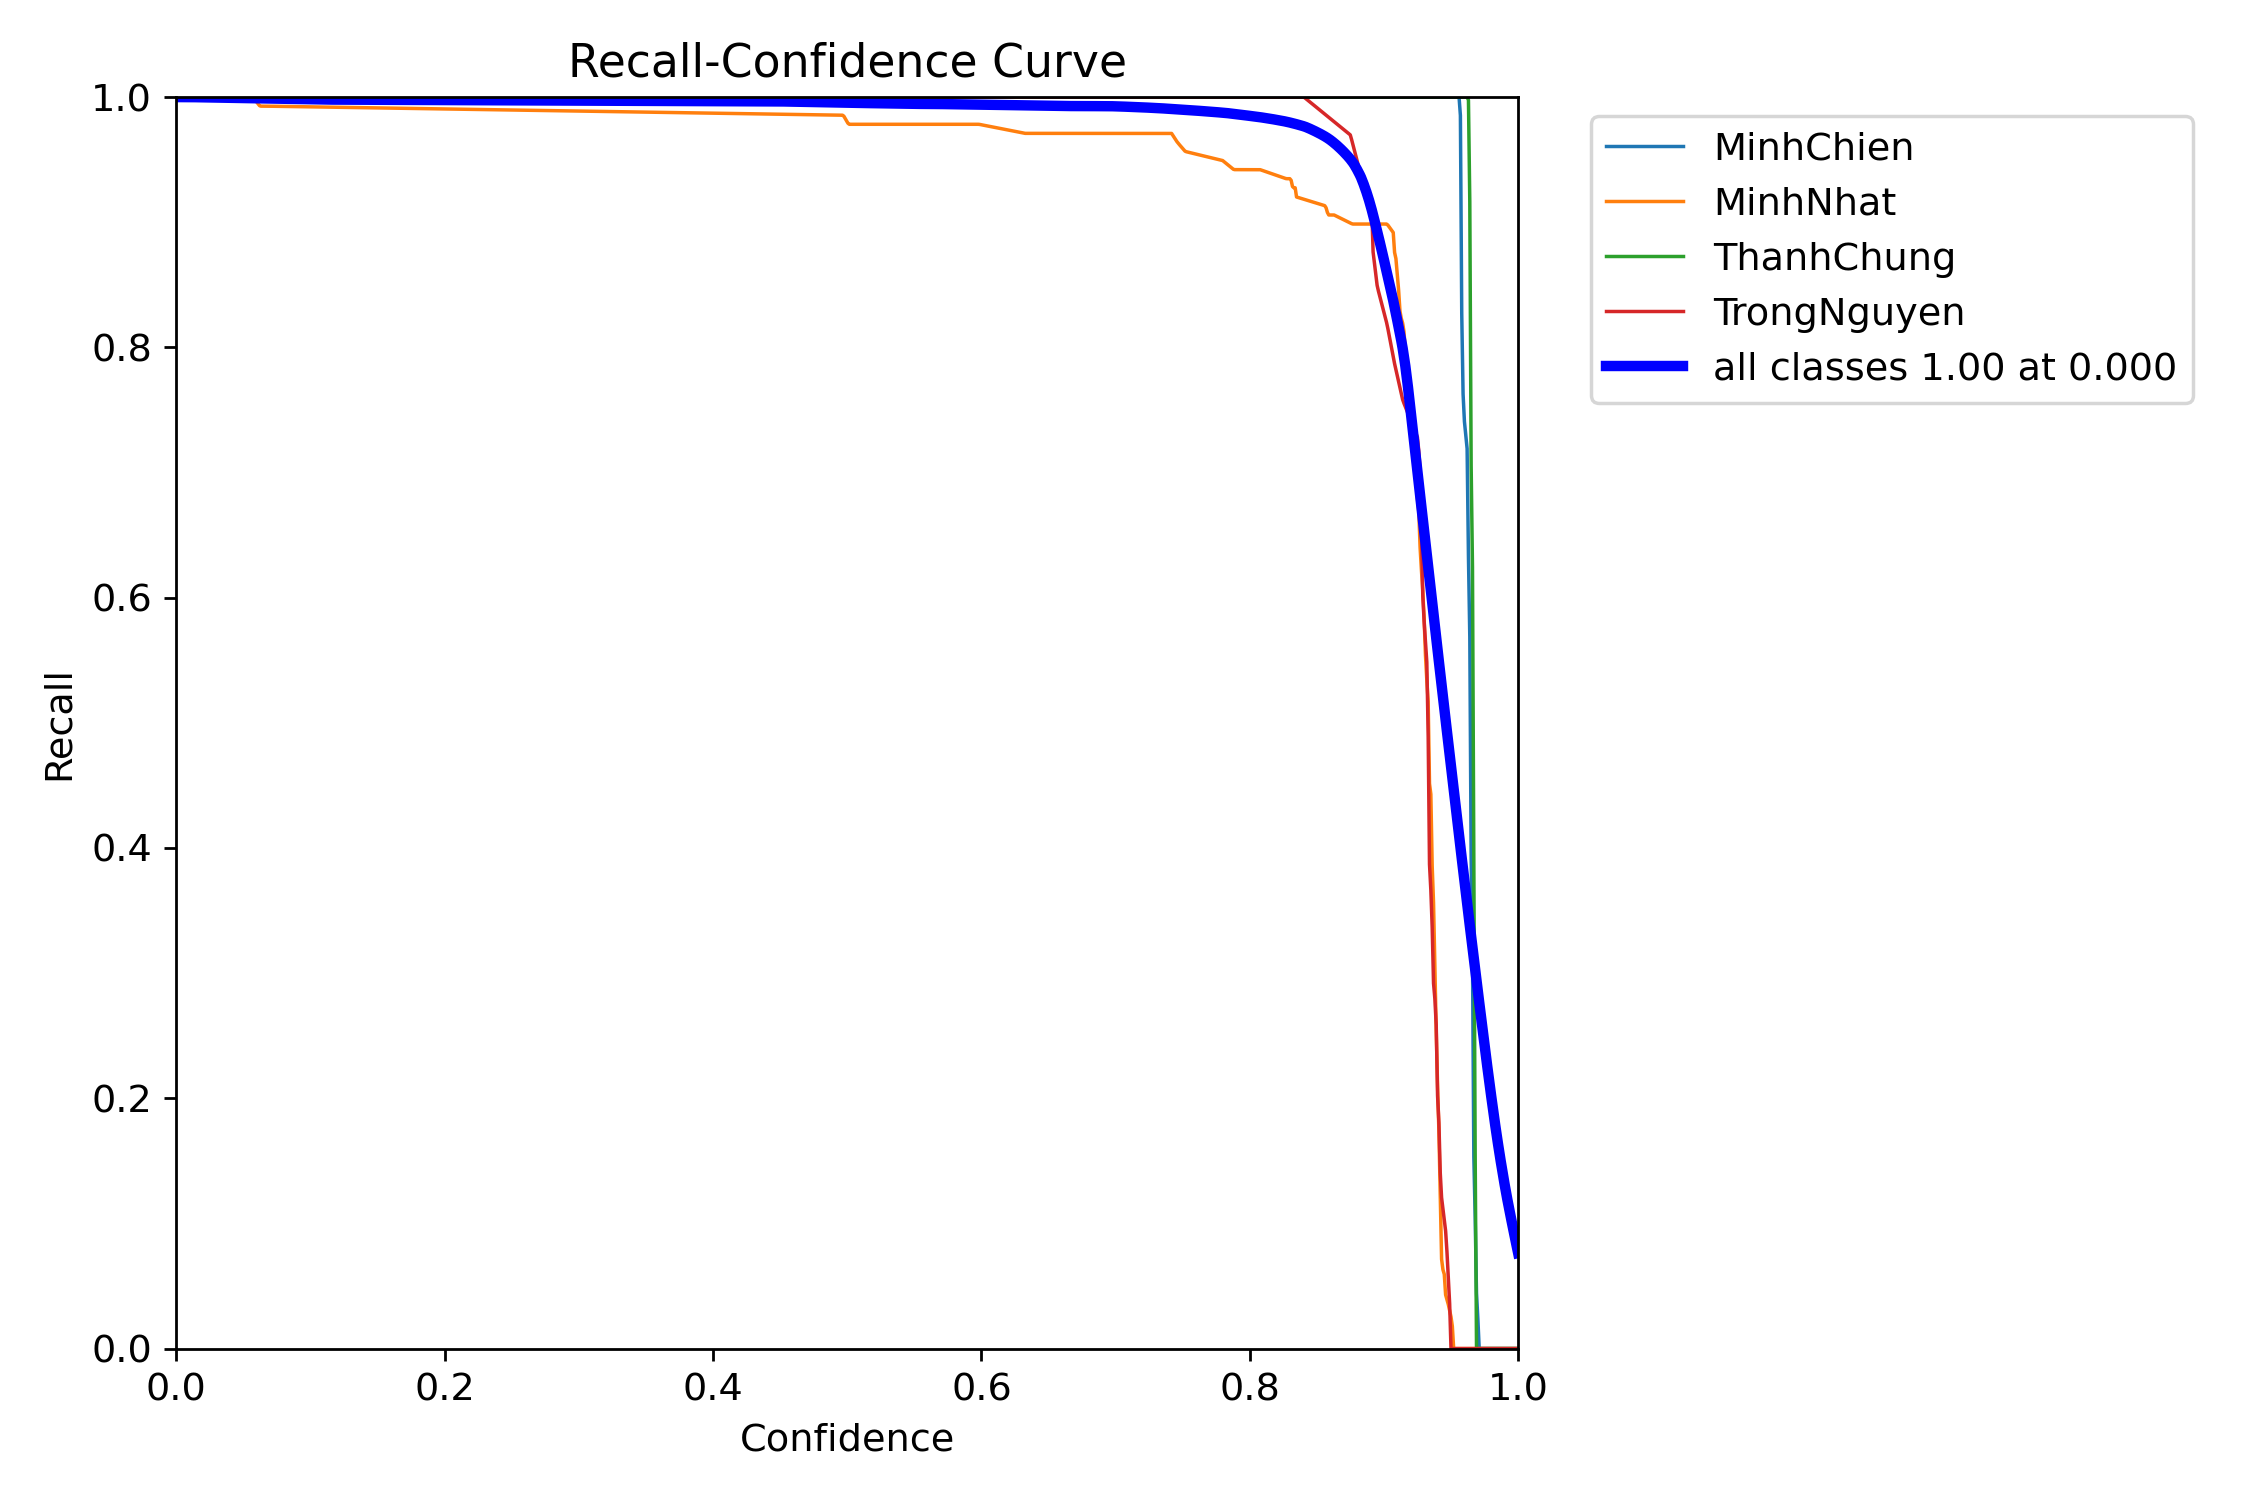 Recall-Confidence Curve
1.0
0.8
0.6
0.4
0.2
0.0
Recall
0.0 0.2 0.4 0.6 0.8 1.0
Confidence
MinhChien
MinhNhat
ThanhChung
TrongNguyen
all classes 1.00 at 0.000